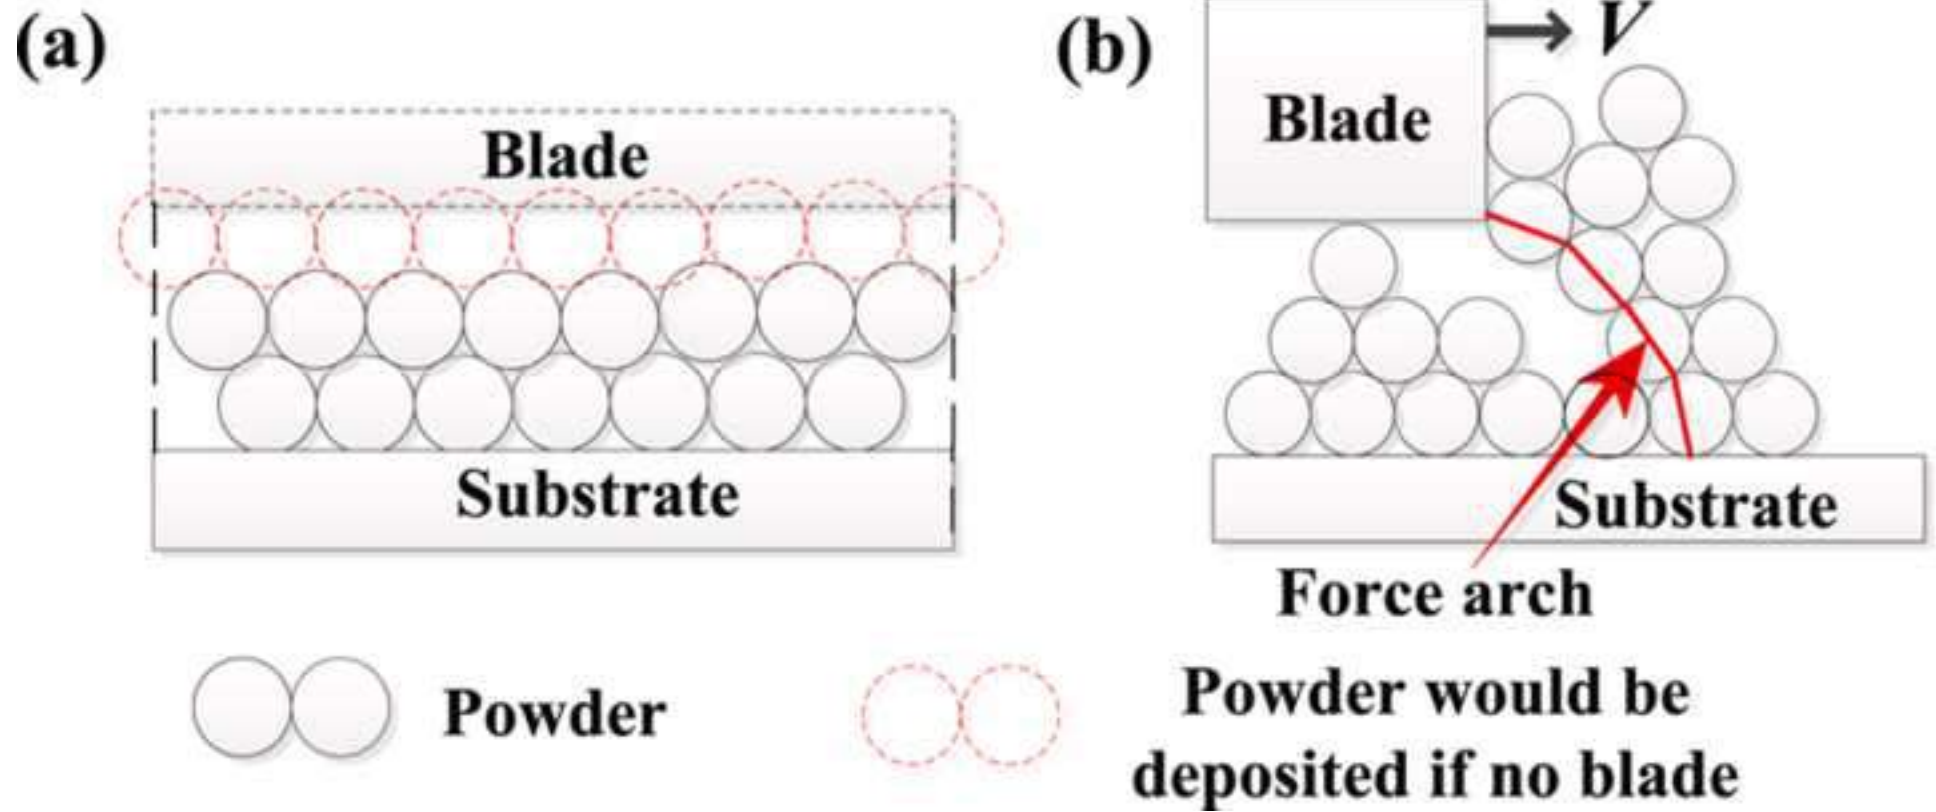 (a)
Blade
Substrate
(b)
V
Blade
Substrate
Force arch
Powder
Powder would be
deposited if no blade